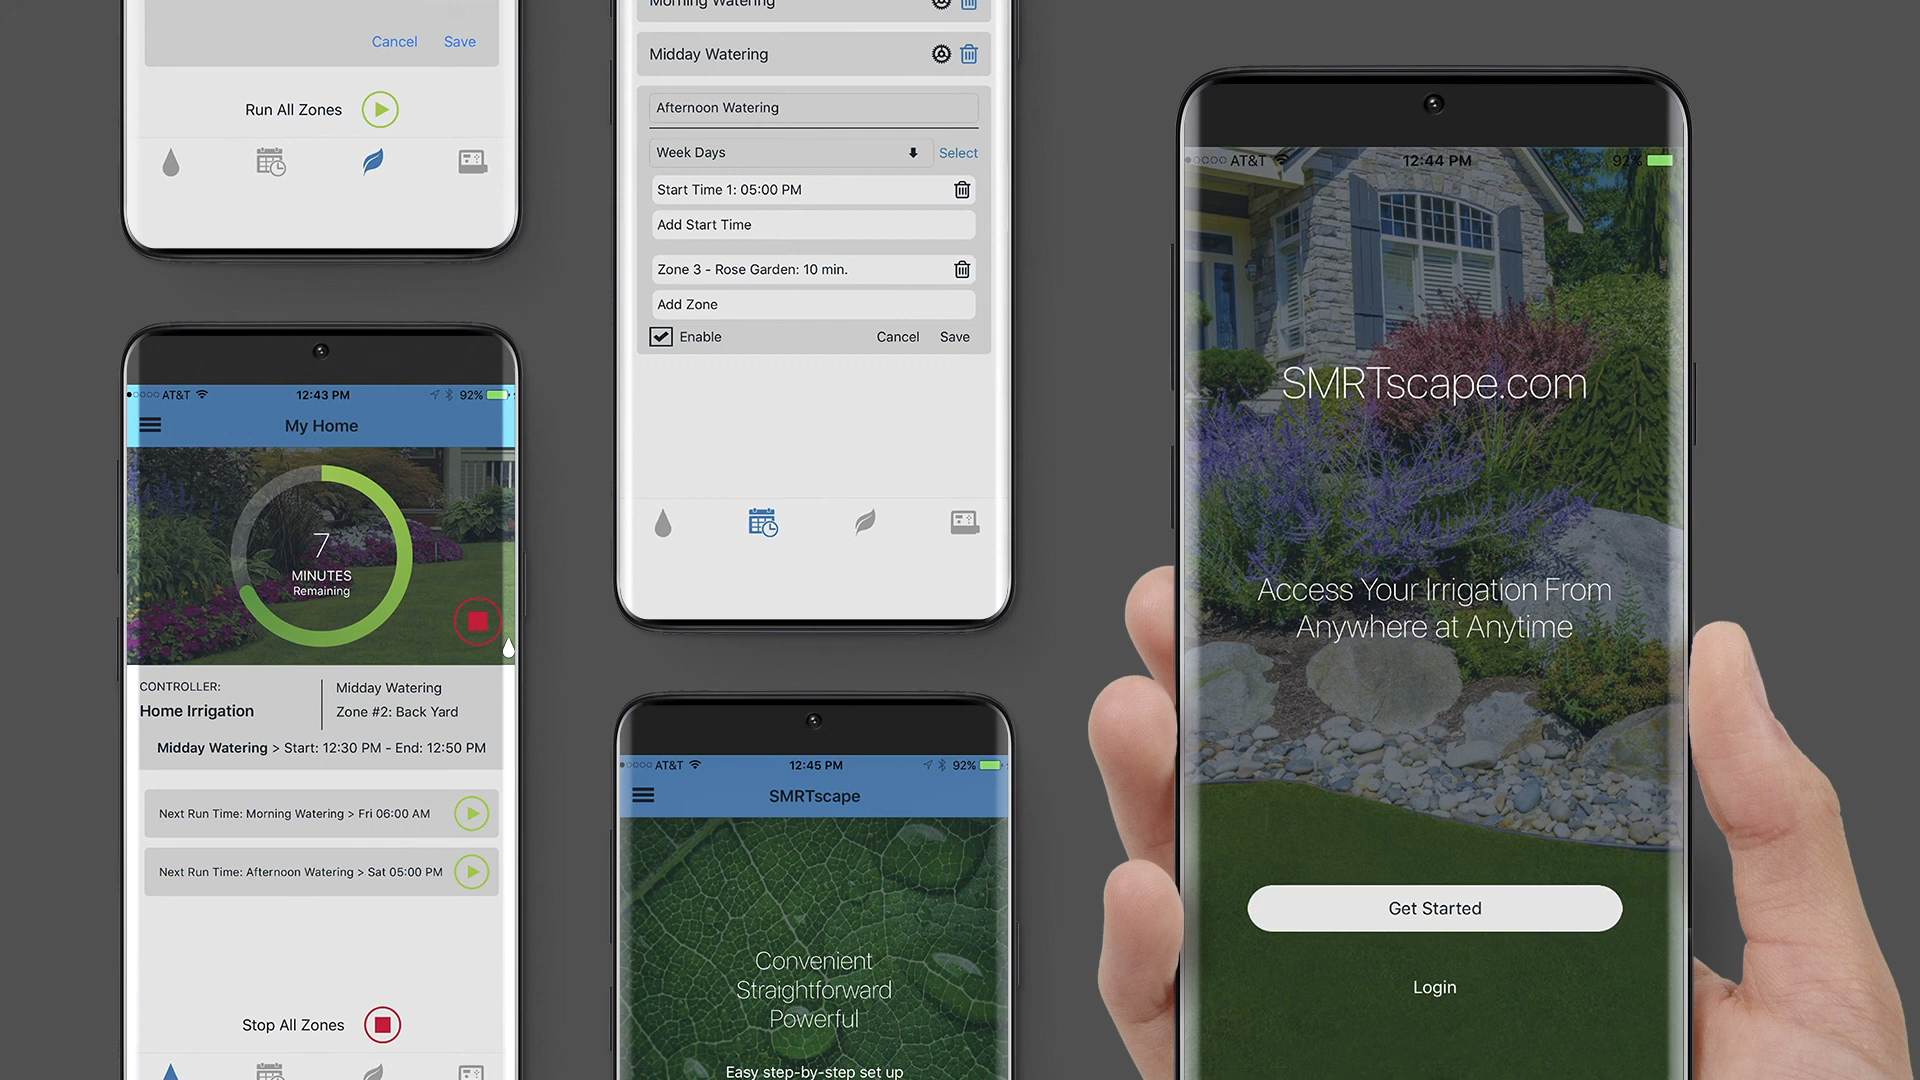 Cancel Save
Run All Zones
AT&T 12:43 PM 92%
My Home
7
MINUTES
Remaining
CONTROLLER:
Home Irrigation
Midday Watering
Zone #2: Back Yard
Midday Watering > Start: 12:30 PM - End: 12:50 PM
Next Run Time: Morning Watering > Fri 06:00 AM
Next Run Time: Afternoon Watering > Sat 05:00 PM
Stop All Zones
Morning Watering
Midday Watering
Afternoon Watering
Week Days Select
Start Time 1: 05:00 PM
Add Start Time
Zone 3 - Rose Garden: 10 min.
Add Zone
Enable Cancel Save
AT&T 12:45 PM 92%
SMRTscape
Convenient
Straightforward
Powerful
Easy step-by-step set up
AT&T 12:44 PM 92%
SMRTscape.com
Access Your Irrigation From
Anywhere at Anytime
Get Started
Login